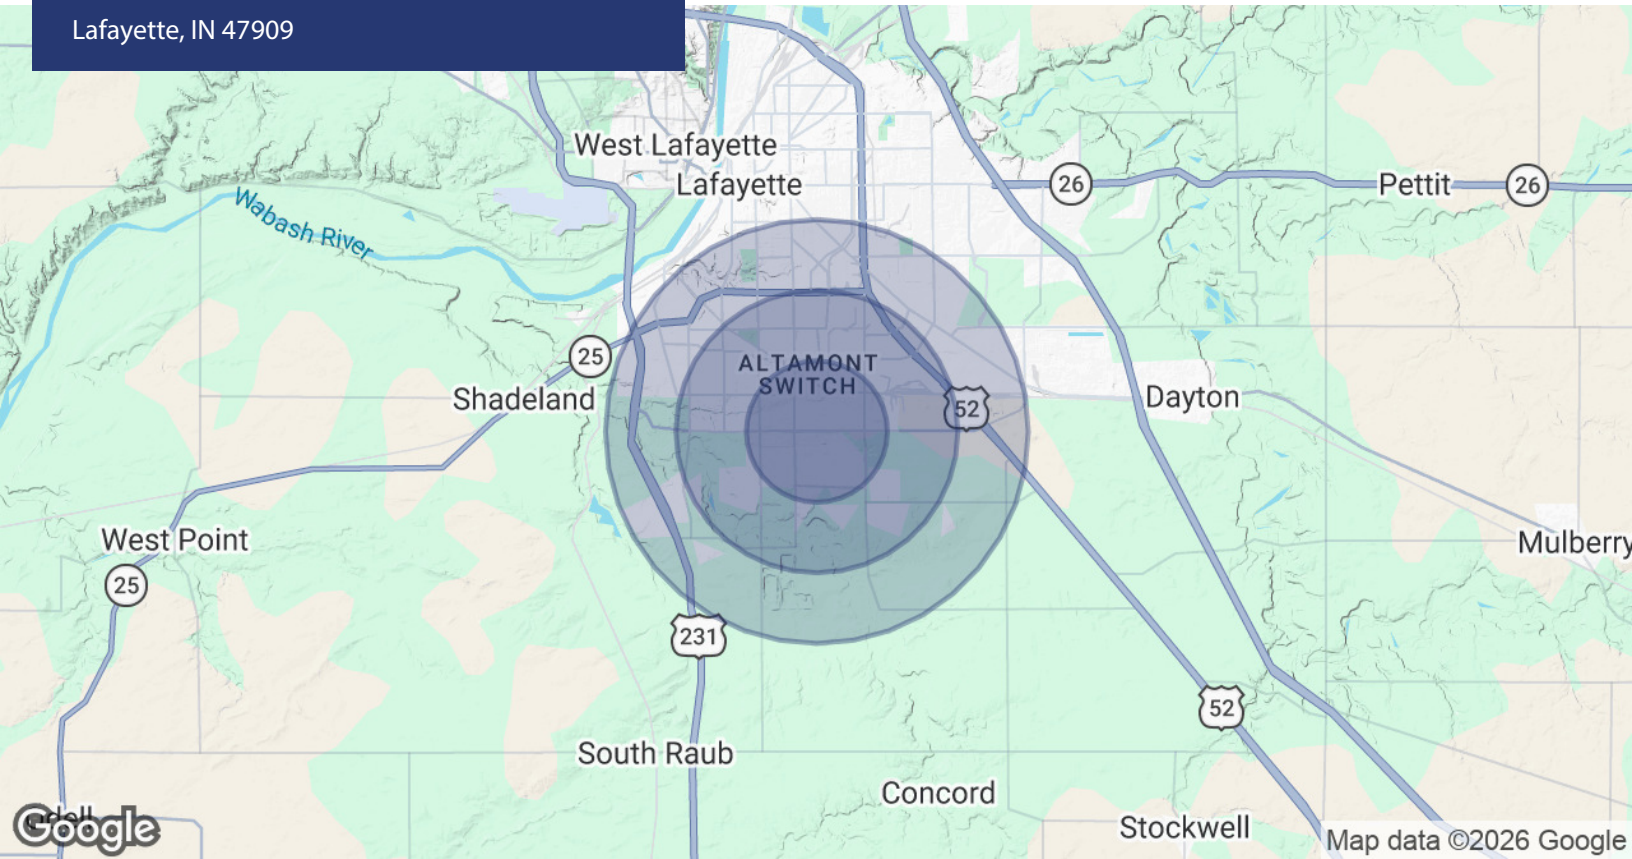 Lafayette, IN 47909
West Lafayette
Lafayette
26
Pettit
26
Wabash River
25
ALTAMONT
SWITCH
Shadeland
52
Dayton
West Point
Mulberry
25
231
52
South Raub
Concord
Stockwell
Google
Map data ©2026 Google